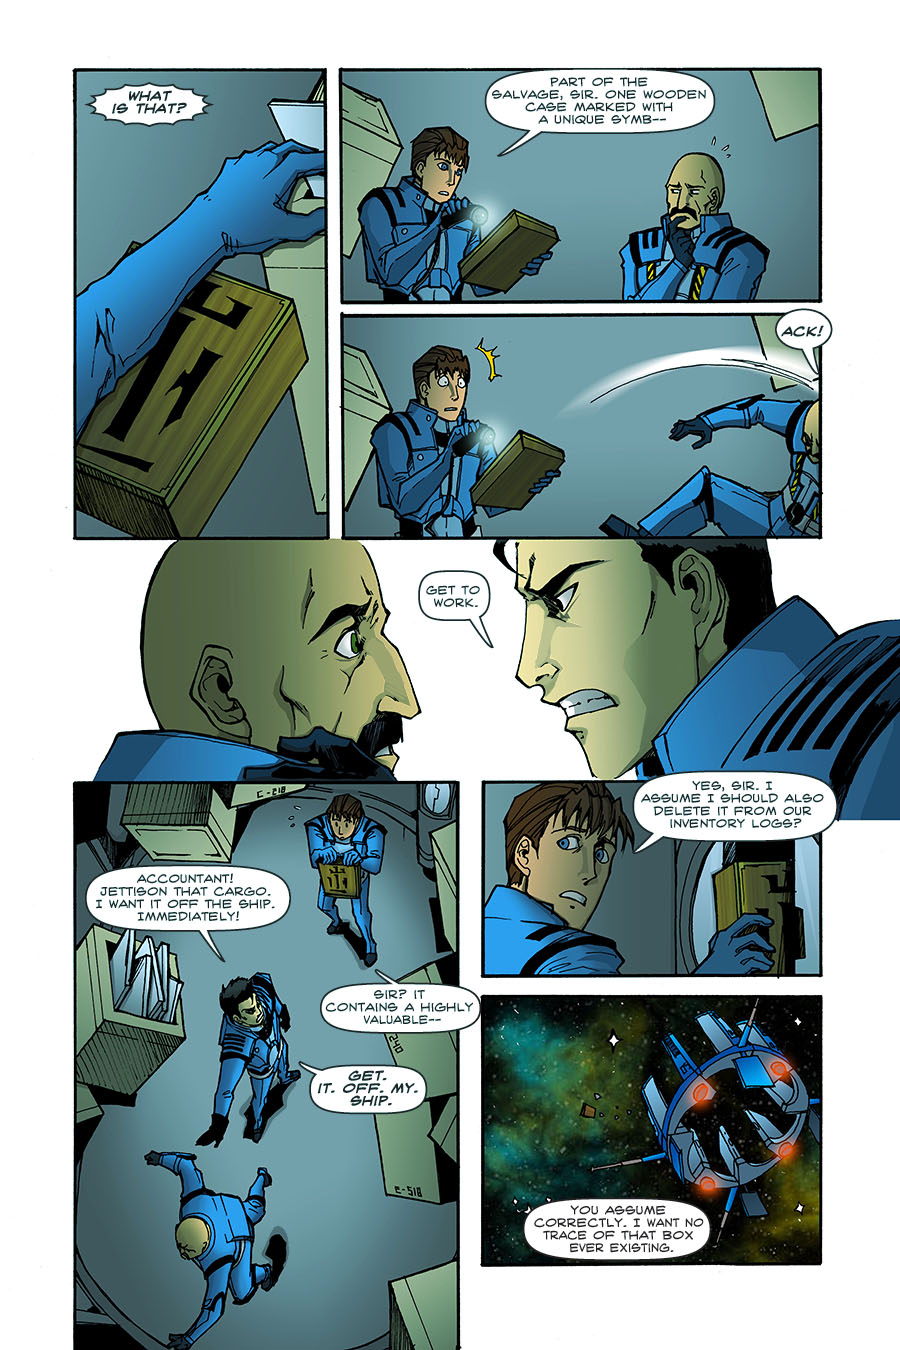 WHAT
IS THAT?
PART OF THE
SALVAGE, SIR. ONE WOODEN
CASE MARKED WITH
A UNIQUE SYMB--
ACK!
GET TO
WORK.
C-218
ACCOUNTANT!
JETTISON THAT CARGO.
I WANT IT OFF THE SHIP.
IMMEDIATELY!
SIR? IT
CONTAINS A HIGHLY
VALUABLE--
240
GET.
IT. OFF. MY.
SHIP.
C-518
YES, SIR. I
ASSUME I SHOULD ALSO
DELETE IT FROM OUR
INVENTORY LOGS?
YOU ASSUME
CORRECTLY. I WANT NO
TRACE OF THAT BOX
EVER EXISTING.